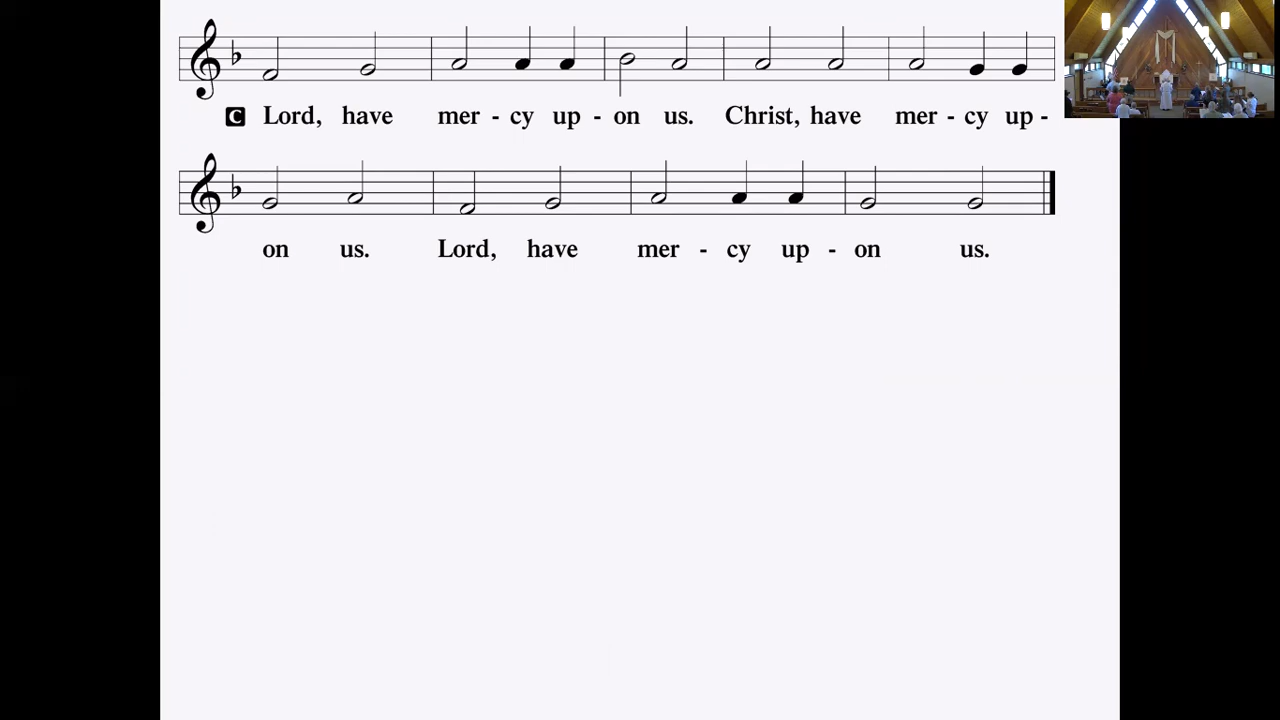 C Lord, have mer - cy up - on us. Christ, have mer - cy up -
on us. Lord, have mer - cy up - on us.